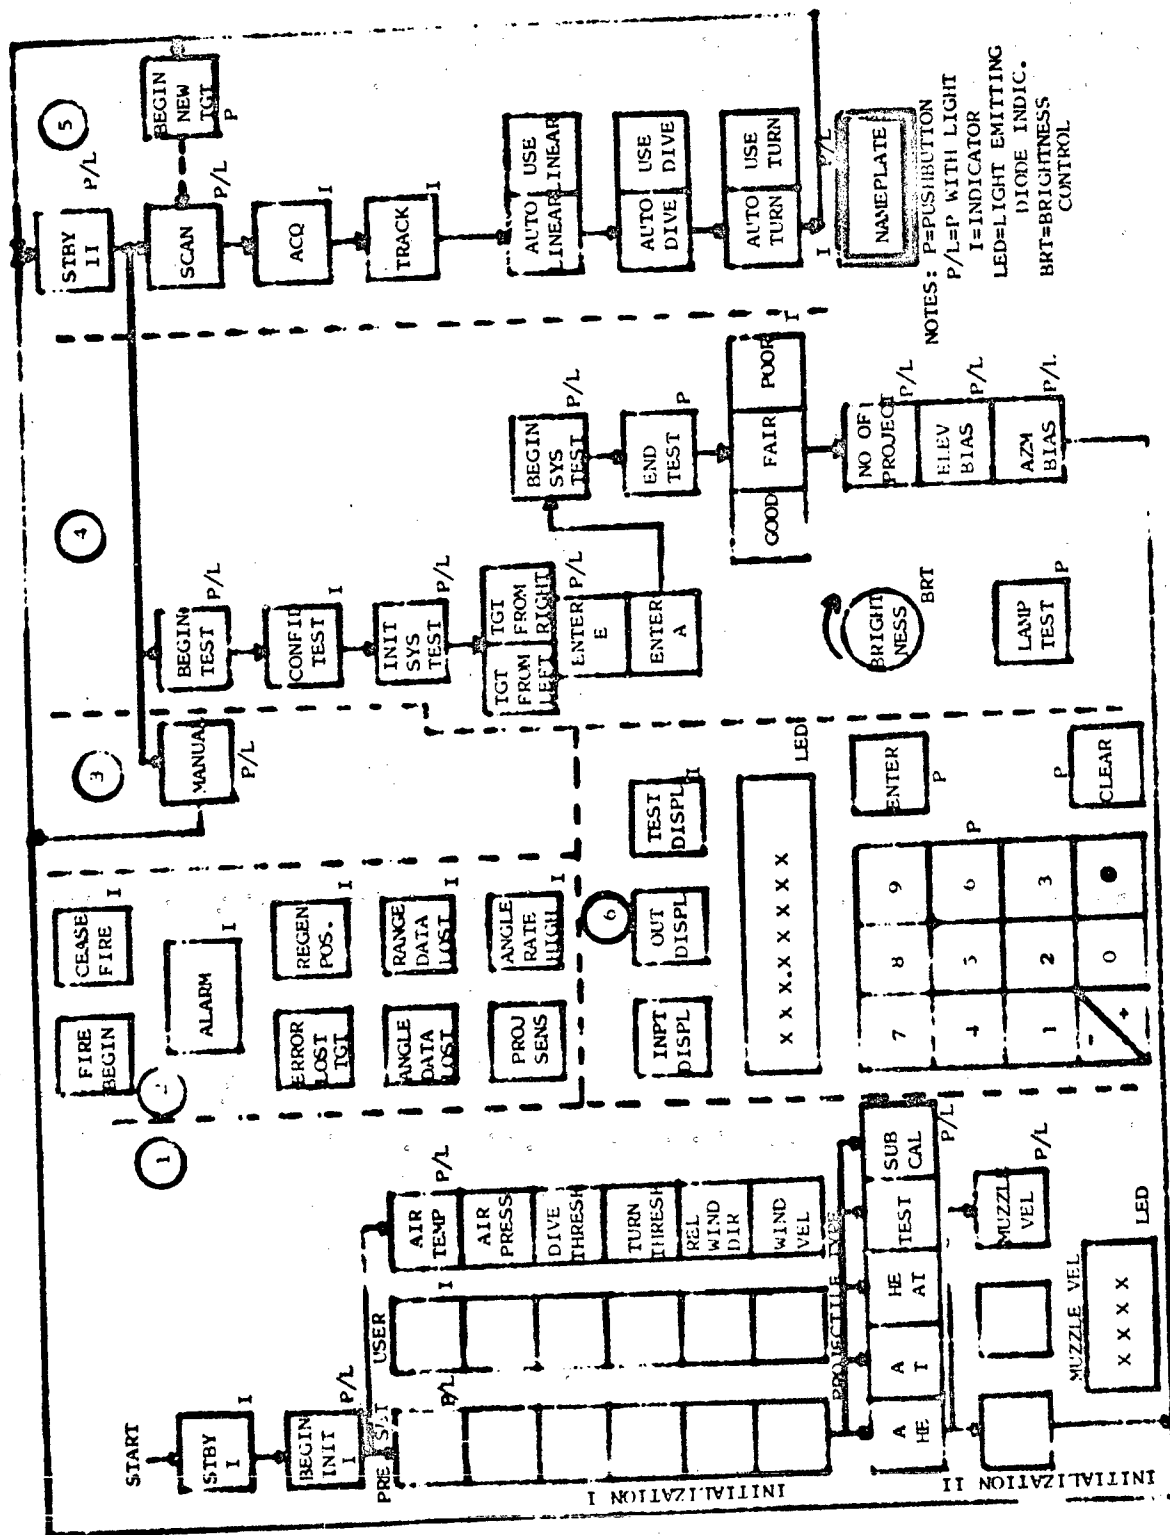 START
STBY
I
I
BEGIN
INIT
I
P/L
PRE SET
P/L
USER
I
AIR
TEMP
P/L
AIR
PRESS
DIVE
THRESH
TURN
THRESH
REL
WIND
DIR
WIND
VEL
INITIALIZATION I
PROJECTILE TYPE
A
HE
A
T
HE
AT
TEST
SUB
CAL
P/L
MUZZLE
VEL
P/L
INITIALIZATION II
MUZZLE VEL
X X X X
LED
1
2
FIRE
BEGIN
CEASE
FIRE
I
ALARM
I
ERROR
LOST
TGT
REGEN
POS.
I
ANGLE
DATA
LOST
RANGE
DATA
LOST
I
PROJ
SENS
ANGLE
RATE
HIGH
I
6
INPT
DISPL
OUT
DISPL
TEST
DISPL
I
X X X.X X X X X X
LED
7 8 9
4 5 6
P
1 2 3
- + 0 ●
ENTER
P
P
CLEAR
3
MANUAL
P/L
4
BEGIN
TEST
P/L
CONFID
TEST
I
INIT
SYS
TEST
P/L
TGT
FROM
LEFT
TGT
FROM
RIGHT
ENTER
E
P/L
ENTER
A
BEGIN
SYS
TEST
P/L
END
TEST
P
GOOD FAIR POOR
I
NO OF
PROJECT
P/L
ELEV
BIAS
P/L
AZM
BIAS
P/L
BRIGHT
NESS
BRT
LAMP
TEST
P
5
STBY
II
P/L
BEGIN
NEW
TGT
P
SCAN
P/L
ACQ
I
TRACK
I
AUTO
LINEAR
USE
LINEAR
AUTO
DIVE
USE
DIVE
AUTO
TURN
USE
TURN
I
P/L
NAMEPLATE
NOTES: P=PUSHBUTTON
P/L=P WITH LIGHT
I=INDICATOR
LED=LIGHT EMITTING
DIODE INDIC.
BRT=BRIGHTNESS
CONTROL